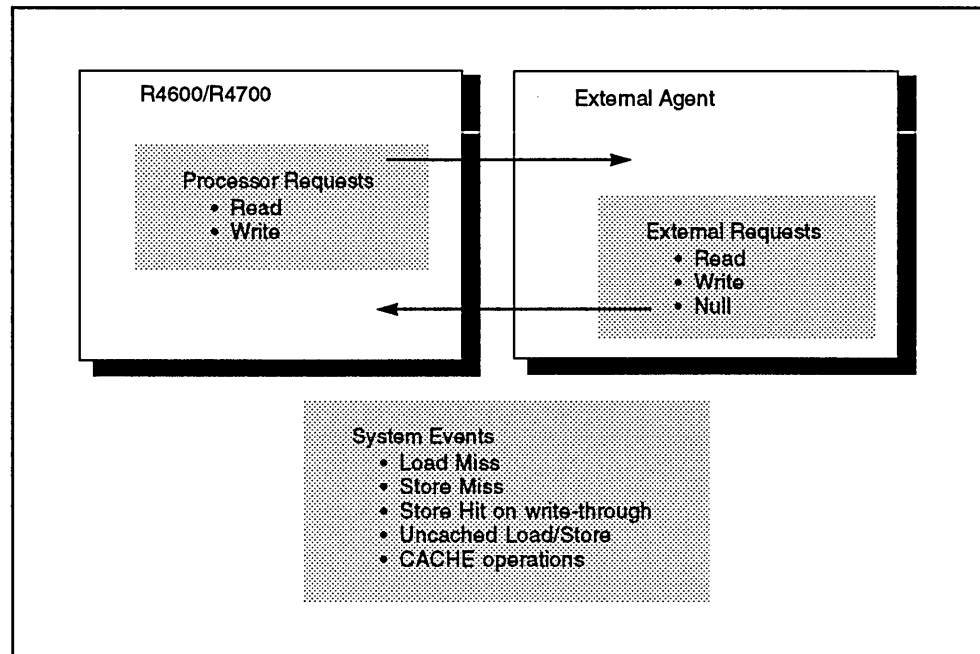 R4600/R4700
Processor Requests
• Read
• Write
External Agent
External Requests
• Read
• Write
• Null
System Events
• Load Miss
• Store Miss
• Store Hit on write-through
• Uncached Load/Store
• CACHE operations